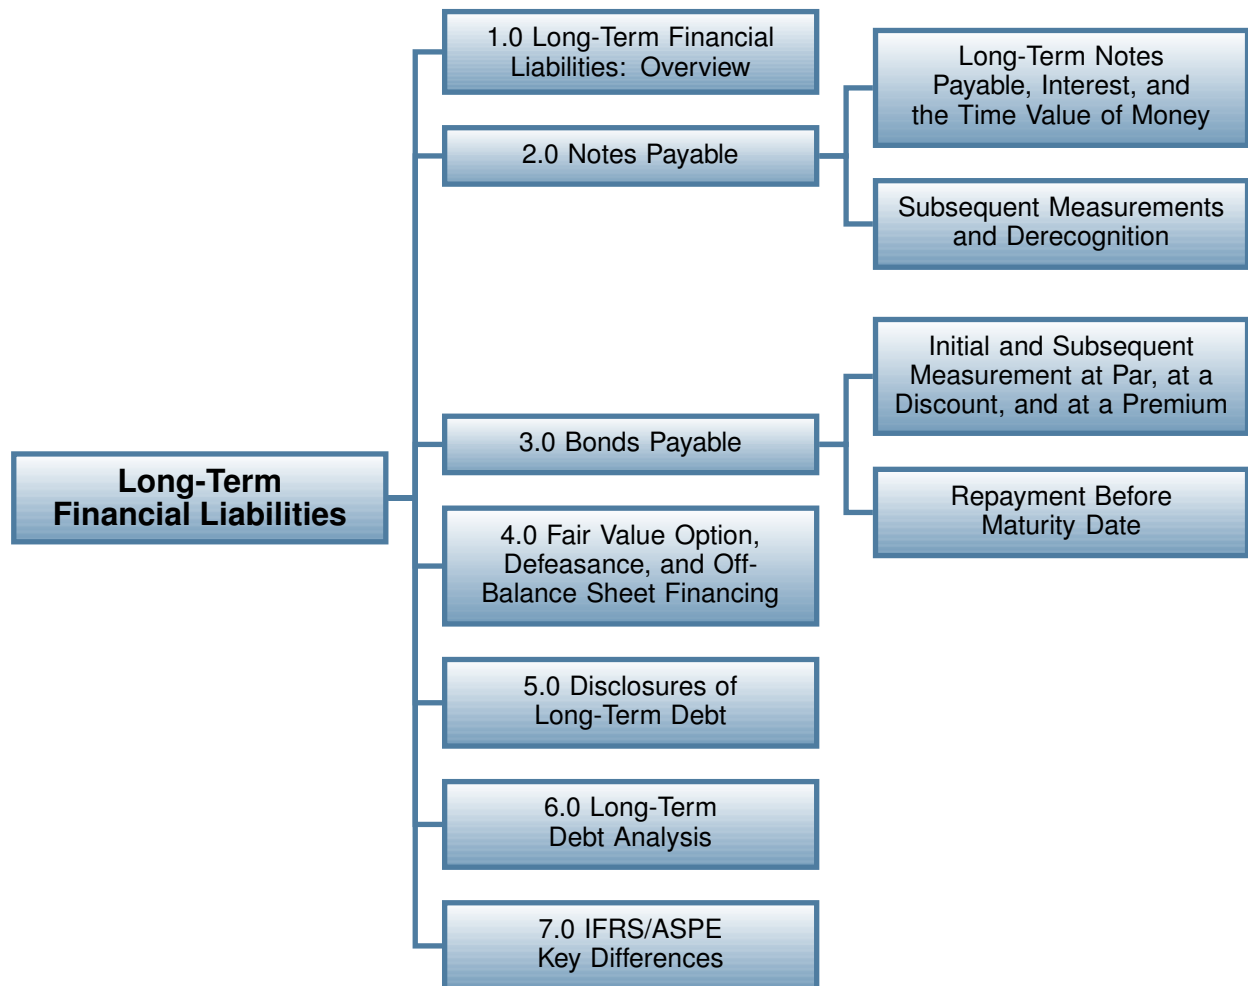 Long-Term
Financial Liabilities
1.0 Long-Term Financial
Liabilities: Overview
2.0 Notes Payable
Long-Term Notes
Payable, Interest, and
the Time Value of Money
Subsequent Measurements
and Derecognition
3.0 Bonds Payable
Initial and Subsequent
Measurement at Par, at a
Discount, and at a Premium
Repayment Before
Maturity Date
4.0 Fair Value Option,
Defeasance, and Off-
Balance Sheet Financing
5.0 Disclosures of
Long-Term Debt
6.0 Long-Term
Debt Analysis
7.0 IFRS/ASPE
Key Differences